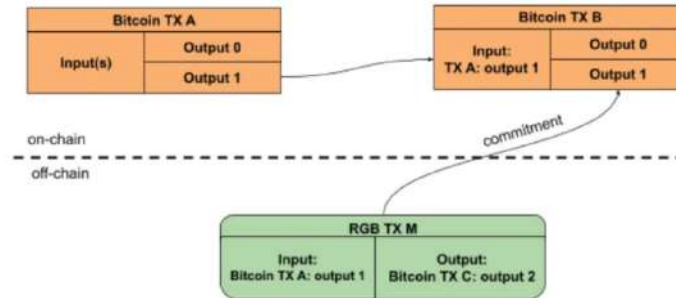 Bitcoin TX A
Input(s)
Output 0
Output 1
Bitcoin TX B
Input:
TX A: output 1
Output 0
Output 1
on-chain
commitment
off-chain
RGB TX M
Input:
Bitcoin TX A: output 1
Output:
Bitcoin TX C: output 2